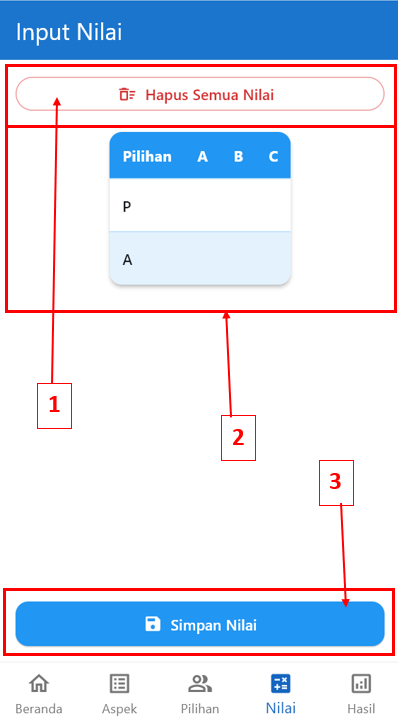 Input Nilai
Hapus Semua Nilai
Pilihan A B C
P
A
1
2
3
Simpan Nilai
Beranda Aspek Pilihan Nilai Hasil